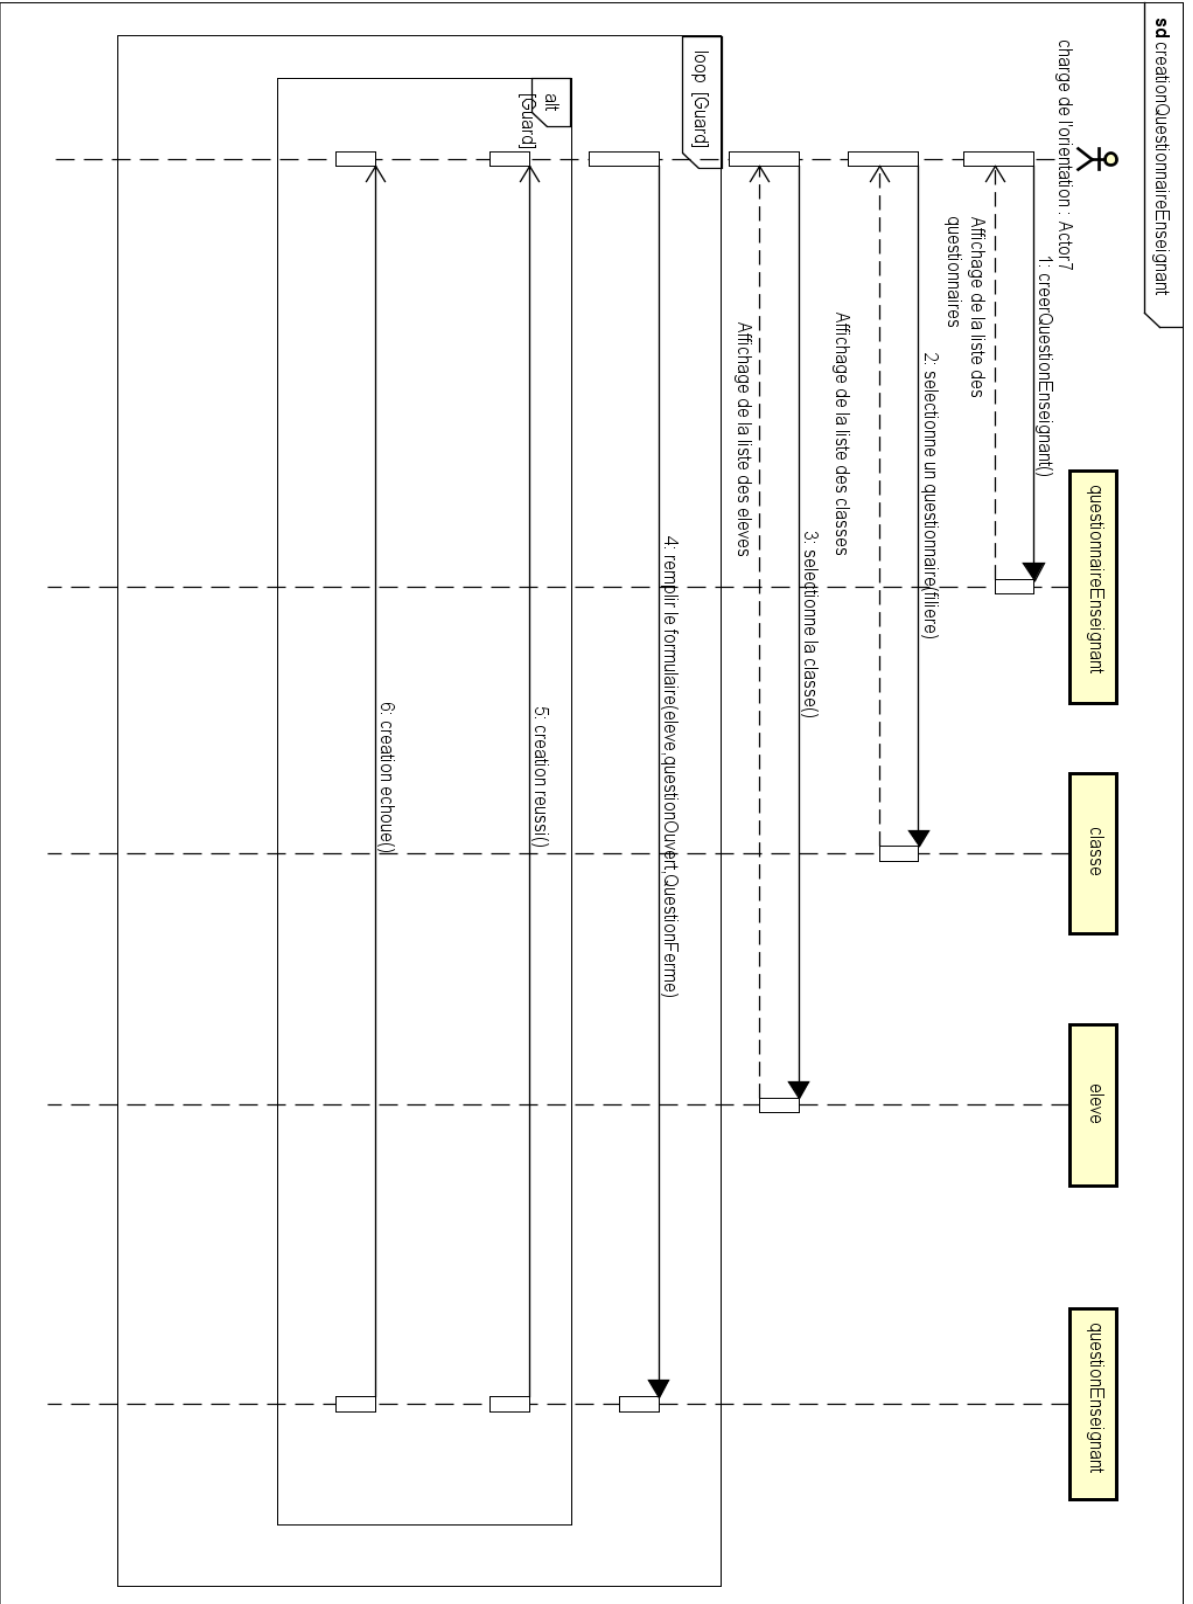 sd creationQuestionnaireEnseignant
charge de l'orientation : Actor7
questionnaireEnseignant
classe
eleve
questionEnseignant
1: creerQuestionEnseignant()
Affichage de la liste des
questionnaires
2: selectionne un questionnaire(filiere)
Affichage de la liste des classes
3: selectionne la classe()
Affichage de la liste des eleves
loop [Guard]
4: remplir le formulaire(eleve,questionOuvert,QuestionFerme)
alt
[Guard]
5: creation reussi()
6: creation echoue()